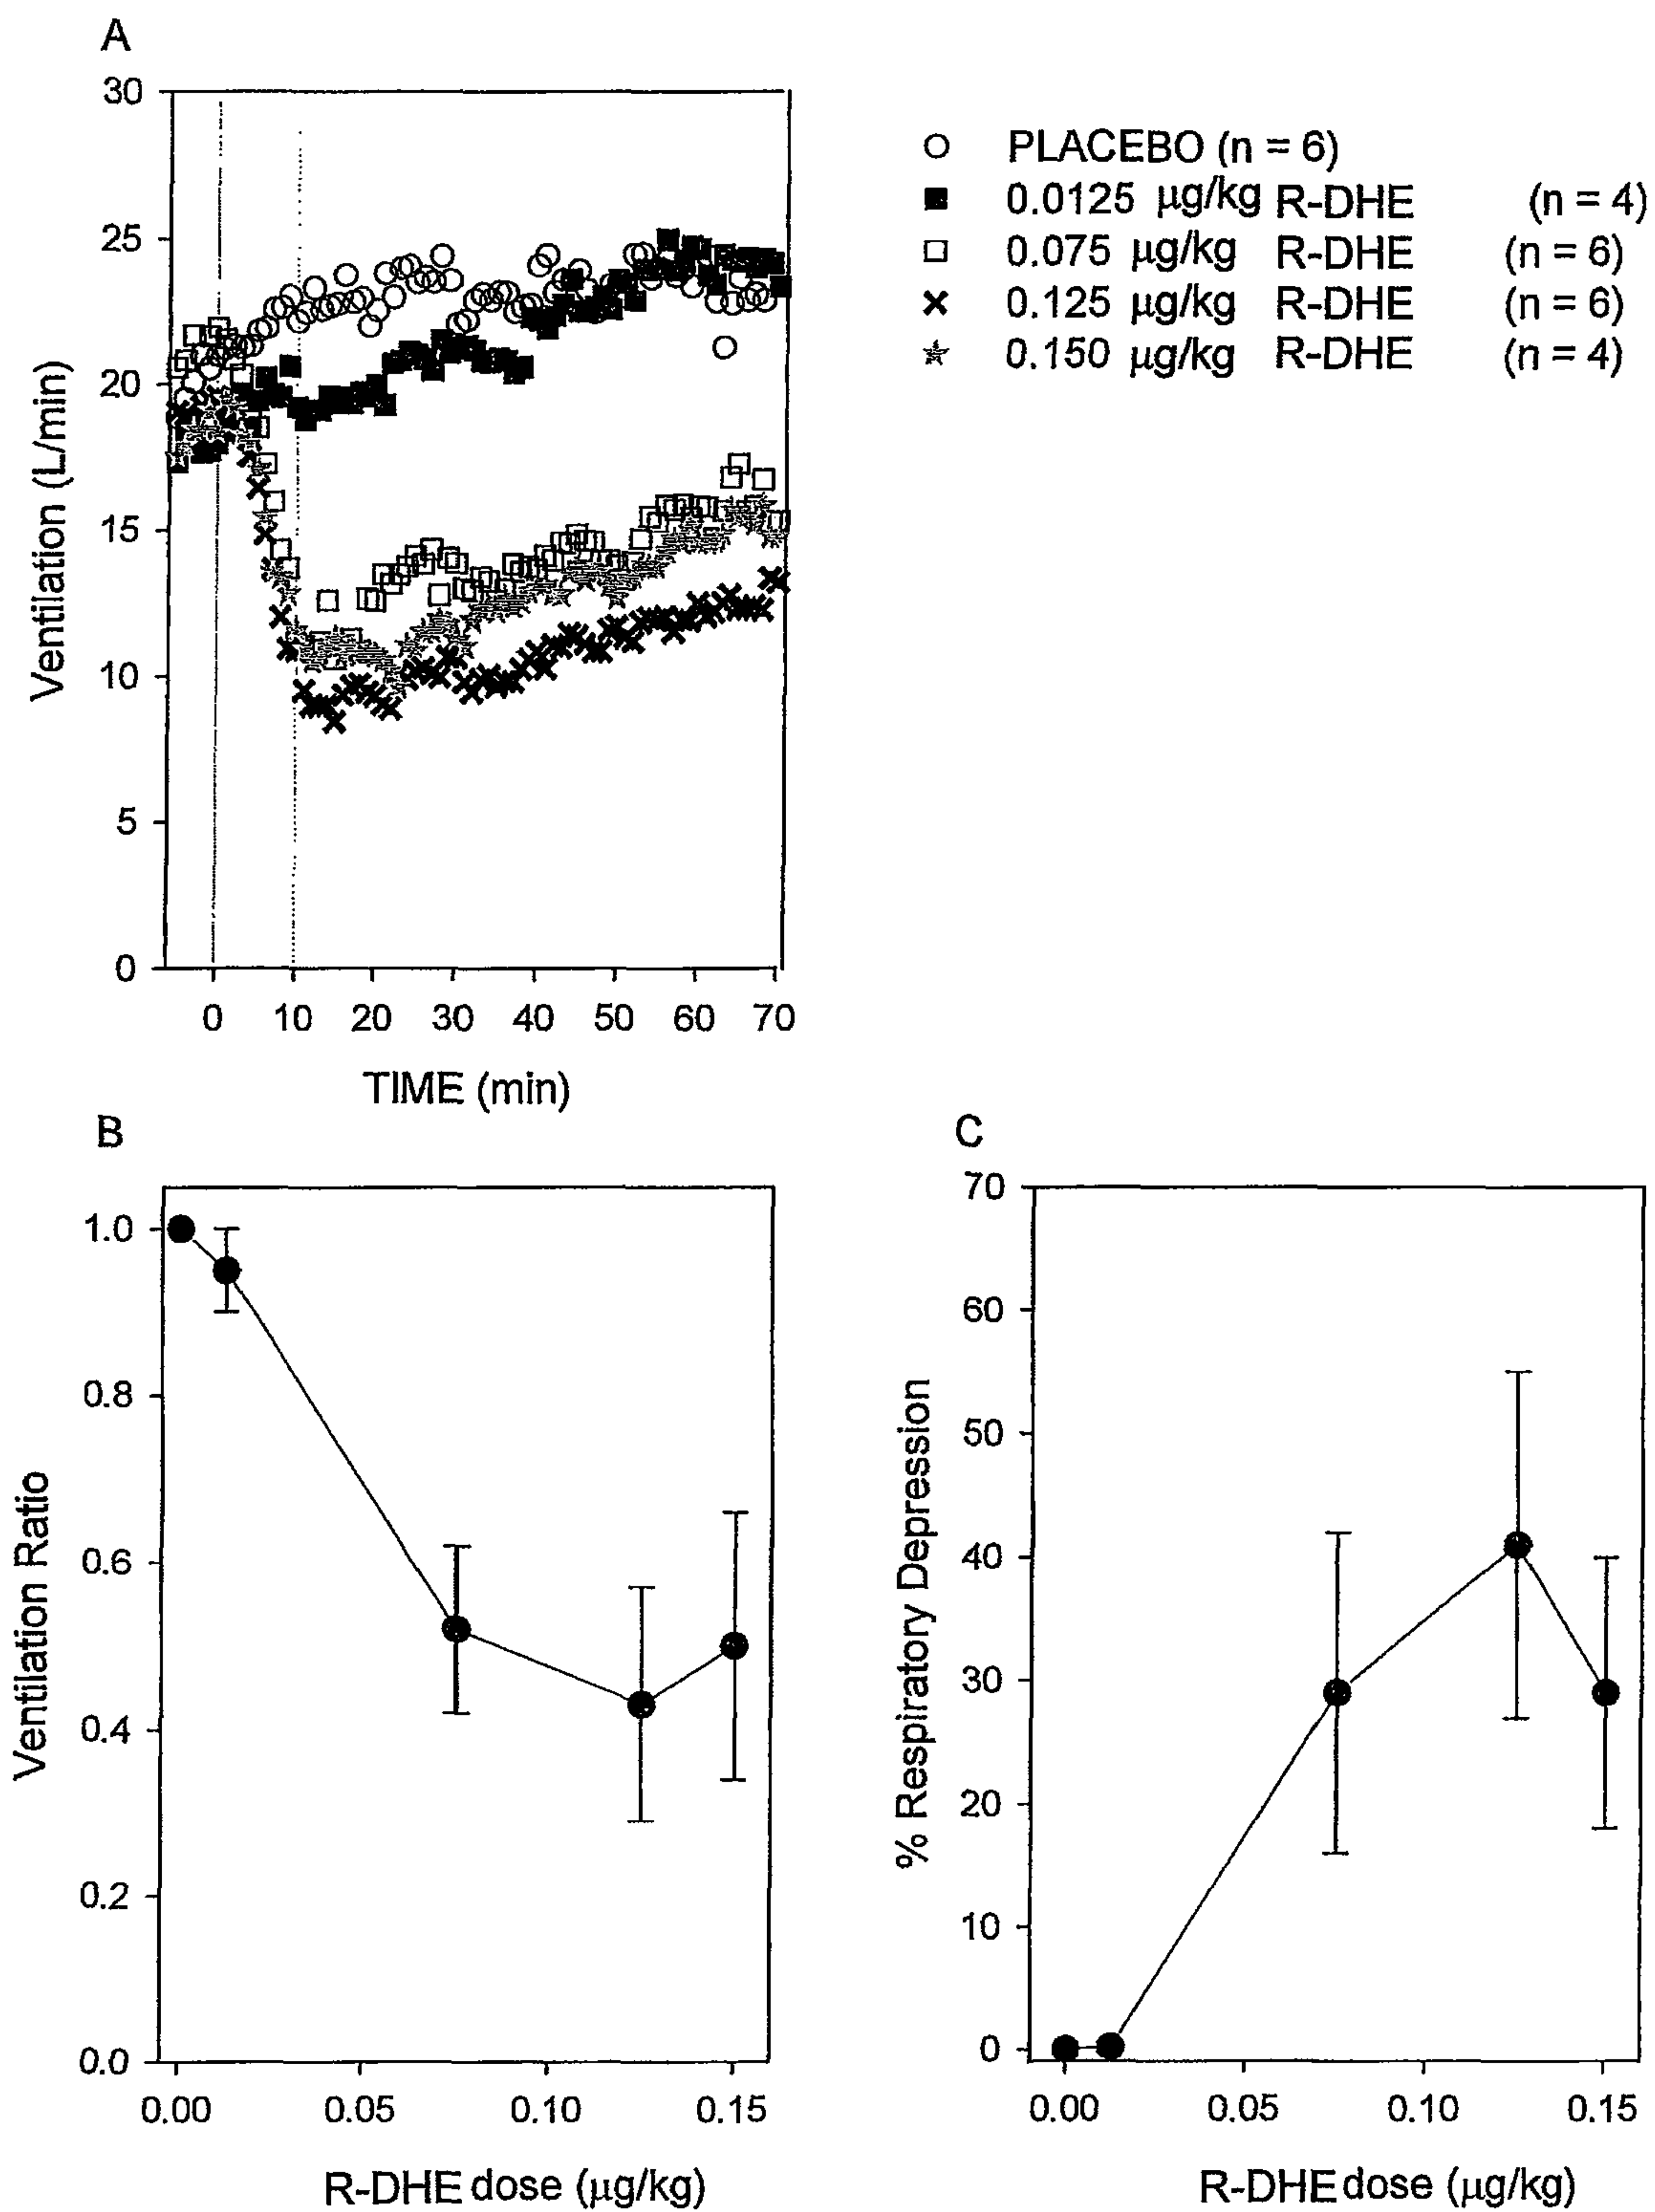 A
30
25
20
15
10
5
0
Ventilation (L/min)
0 10 20 30 40 50 60 70
TIME (min)
PLACEBO (n = 6)
0.0125 µg/kg R-DHE (n = 4)
0.075 µg/kg R-DHE (n = 6)
0.125 µg/kg R-DHE (n = 6)
0.150 µg/kg R-DHE (n = 4)
B
1.0
0.8
0.6
0.4
0.2
0.0
Ventilation Ratio
0.00 0.05 0.10 0.15
R-DHE dose (µg/kg)
C
70
60
50
40
30
20
10
0
% Respiratory Depression
0.00 0.05 0.10 0.15
R-DHE dose (µg/kg)